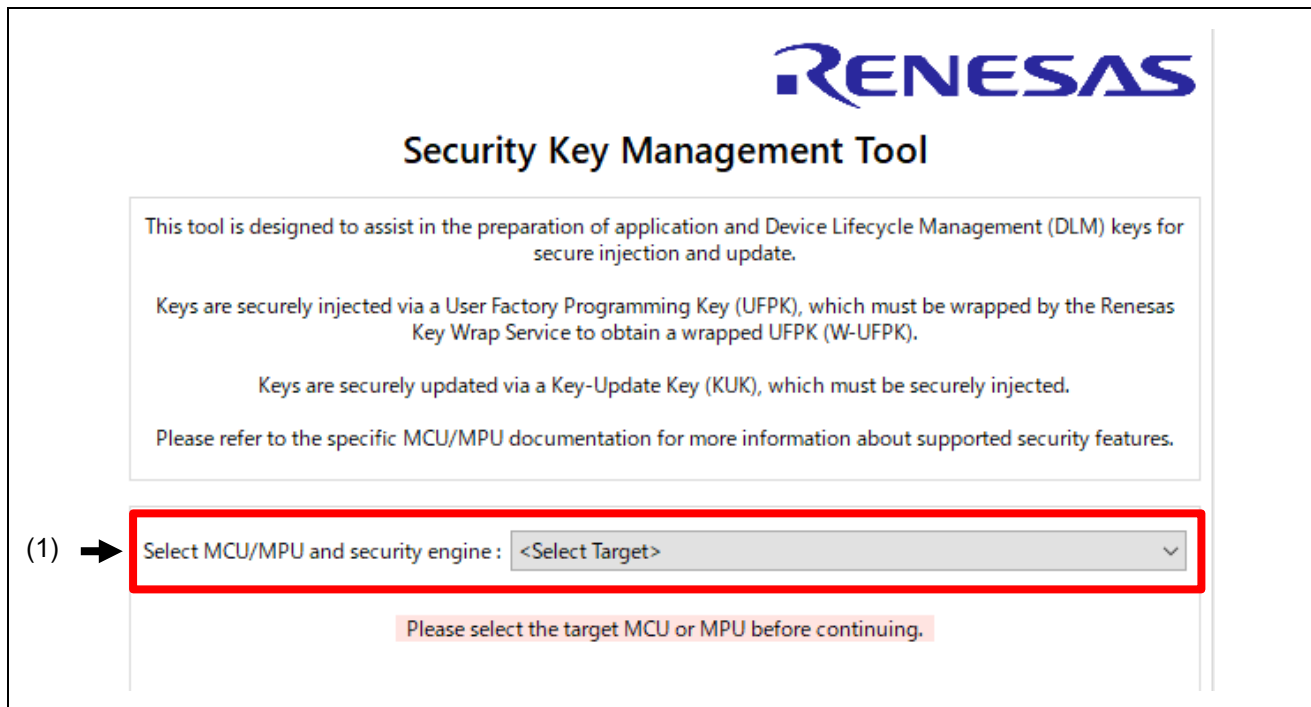 RENESAS
Security Key Management Tool
This tool is designed to assist in the preparation of application and Device Lifecycle Management (DLM) keys for
secure injection and update.
Keys are securely injected via a User Factory Programming Key (UFPK), which must be wrapped by the Renesas
Key Wrap Service to obtain a wrapped UFPK (W-UFPK).
Keys are securely updated via a Key-Update Key (KUK), which must be securely injected.
Please refer to the specific MCU/MPU documentation for more information about supported security features.
(1) Select MCU/MPU and security engine : <Select Target>
Please select the target MCU or MPU before continuing.